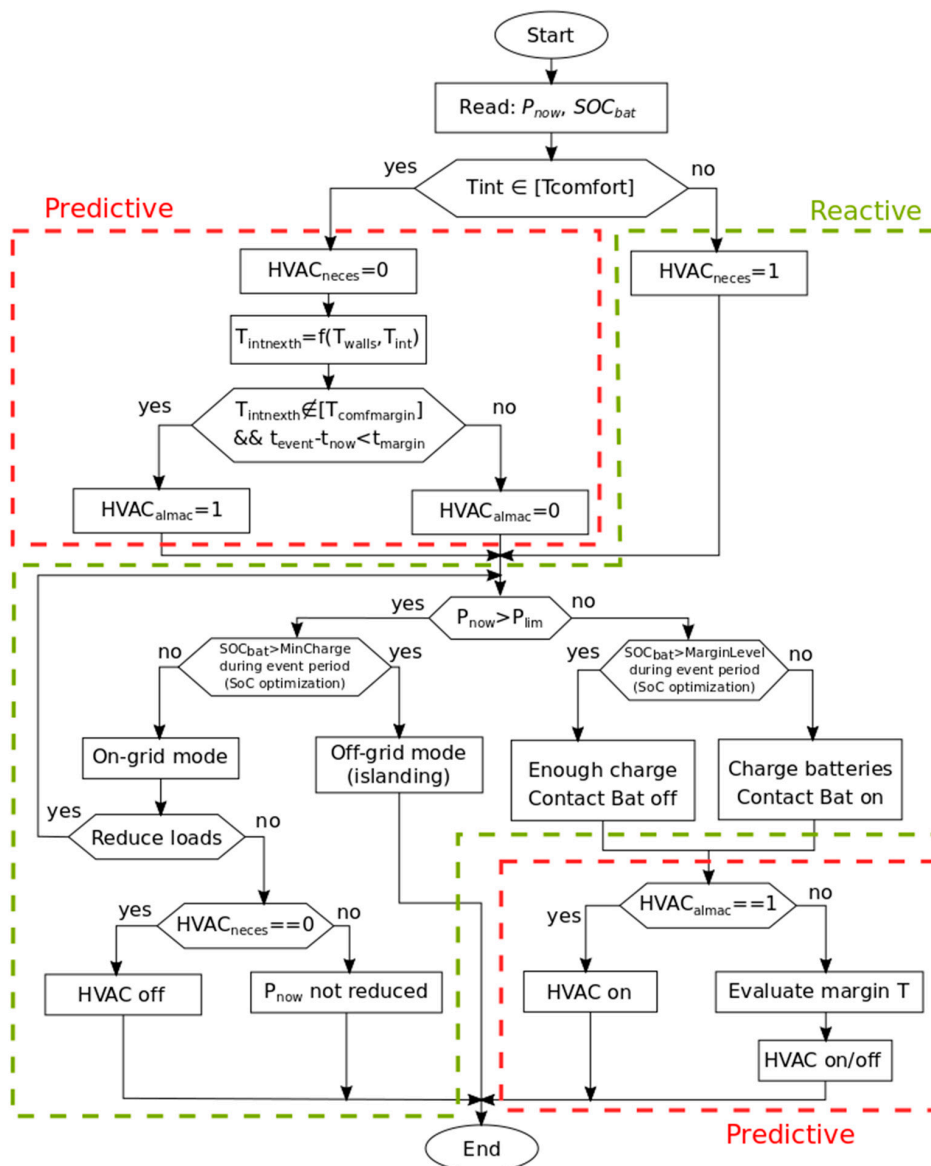 Start
Read: Pnow, SOCbat
yes
no
Tint ∈ [Tcomfort]
Predictive
Reactive
HVACneces=0
HVACneces=1
Tintnexth=f(Twalls,Tint)
yes
no
Tintnexth∉[Tcomfmargin]
&& tevent-tnow<tmargin
HVACalmac=1
HVACalmac=0
yes
no
Pnow>Plim
no
yes
SOCbat>MinCharge
during event period
(SoC optimization)
yes
no
SOCbat>MarginLevel
during event period
(SoC optimization)
On-grid mode
Off-grid mode
(islanding)
Enough charge
Contact Bat off
Charge batteries
Contact Bat on
yes
no
Reduce loads
yes
no
HVACneces==0
yes
no
HVACalmac==1
HVAC off
Pnow not reduced
HVAC on
Evaluate margin T
HVAC on/off
Predictive
End